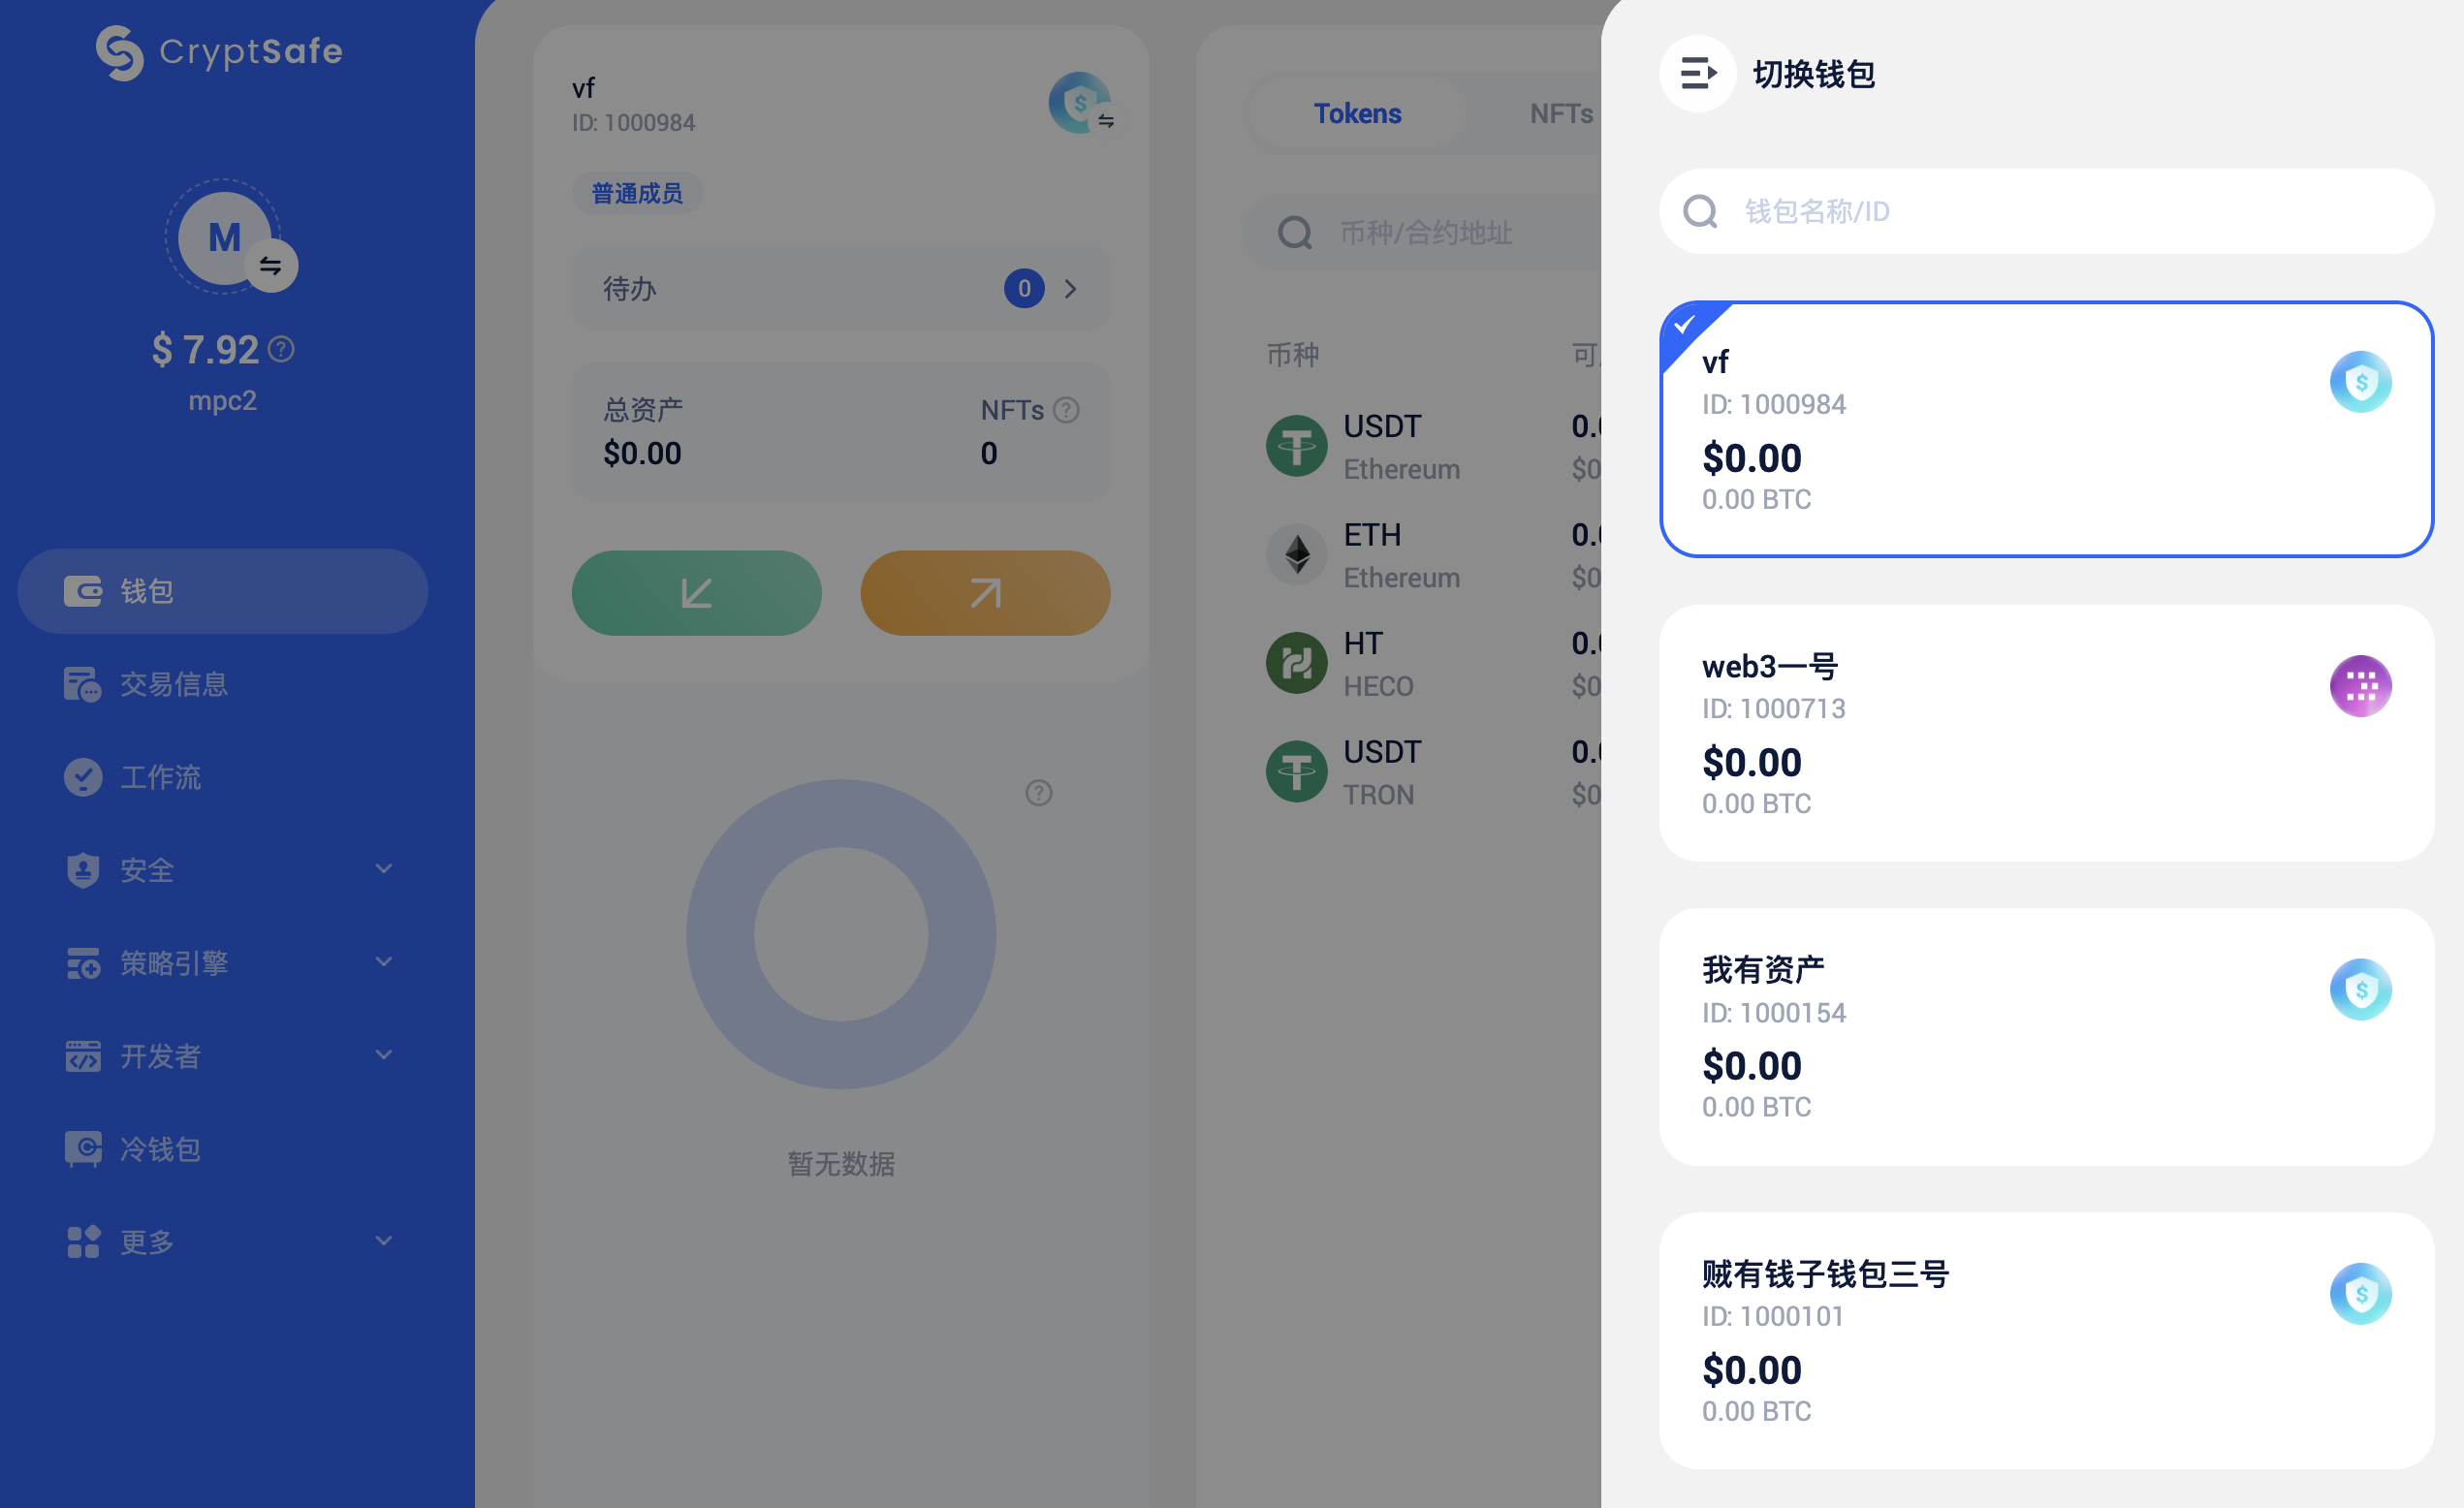 CryptSafe
M
$ 7.92
mpc2
钱包
交易信息
工作流
安全
策略引擎
开发者
冷钱包
更多
vf
ID: 1000984
普通成员
待办
0
总资产
NFTs
$0.00
0
暂无数据
Tokens
NFTs
币种/合约地址
币种
可
USDT
0.
Ethereum
$0
ETH
0.
Ethereum
$0
HT
0.
HECO
$0
USDT
0.
TRON
$0
切换钱包
钱包名称/ID
vf
ID: 1000984
$0.00
0.00 BTC
web3一号
ID: 1000713
$0.00
0.00 BTC
我有资产
ID: 1000154
$0.00
0.00 BTC
贼有钱子钱包三号
ID: 1000101
$0.00
0.00 BTC